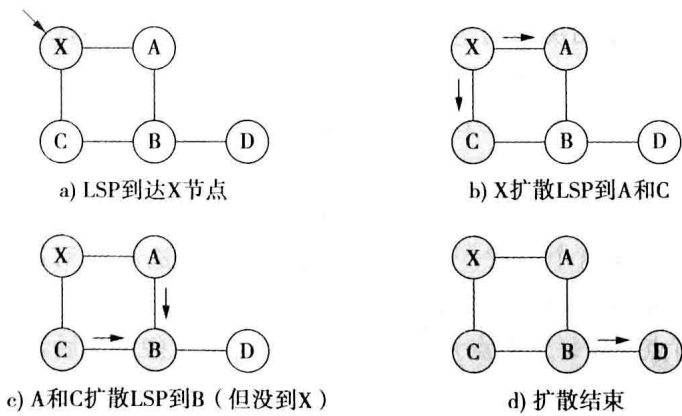 X A
C B D
a) LSP到达X节点
X A
C B D
b) X扩散LSP到A和C
X A
C B D
c) A和C扩散LSP到B（但没到X）
X A
C B D
d) 扩散结束